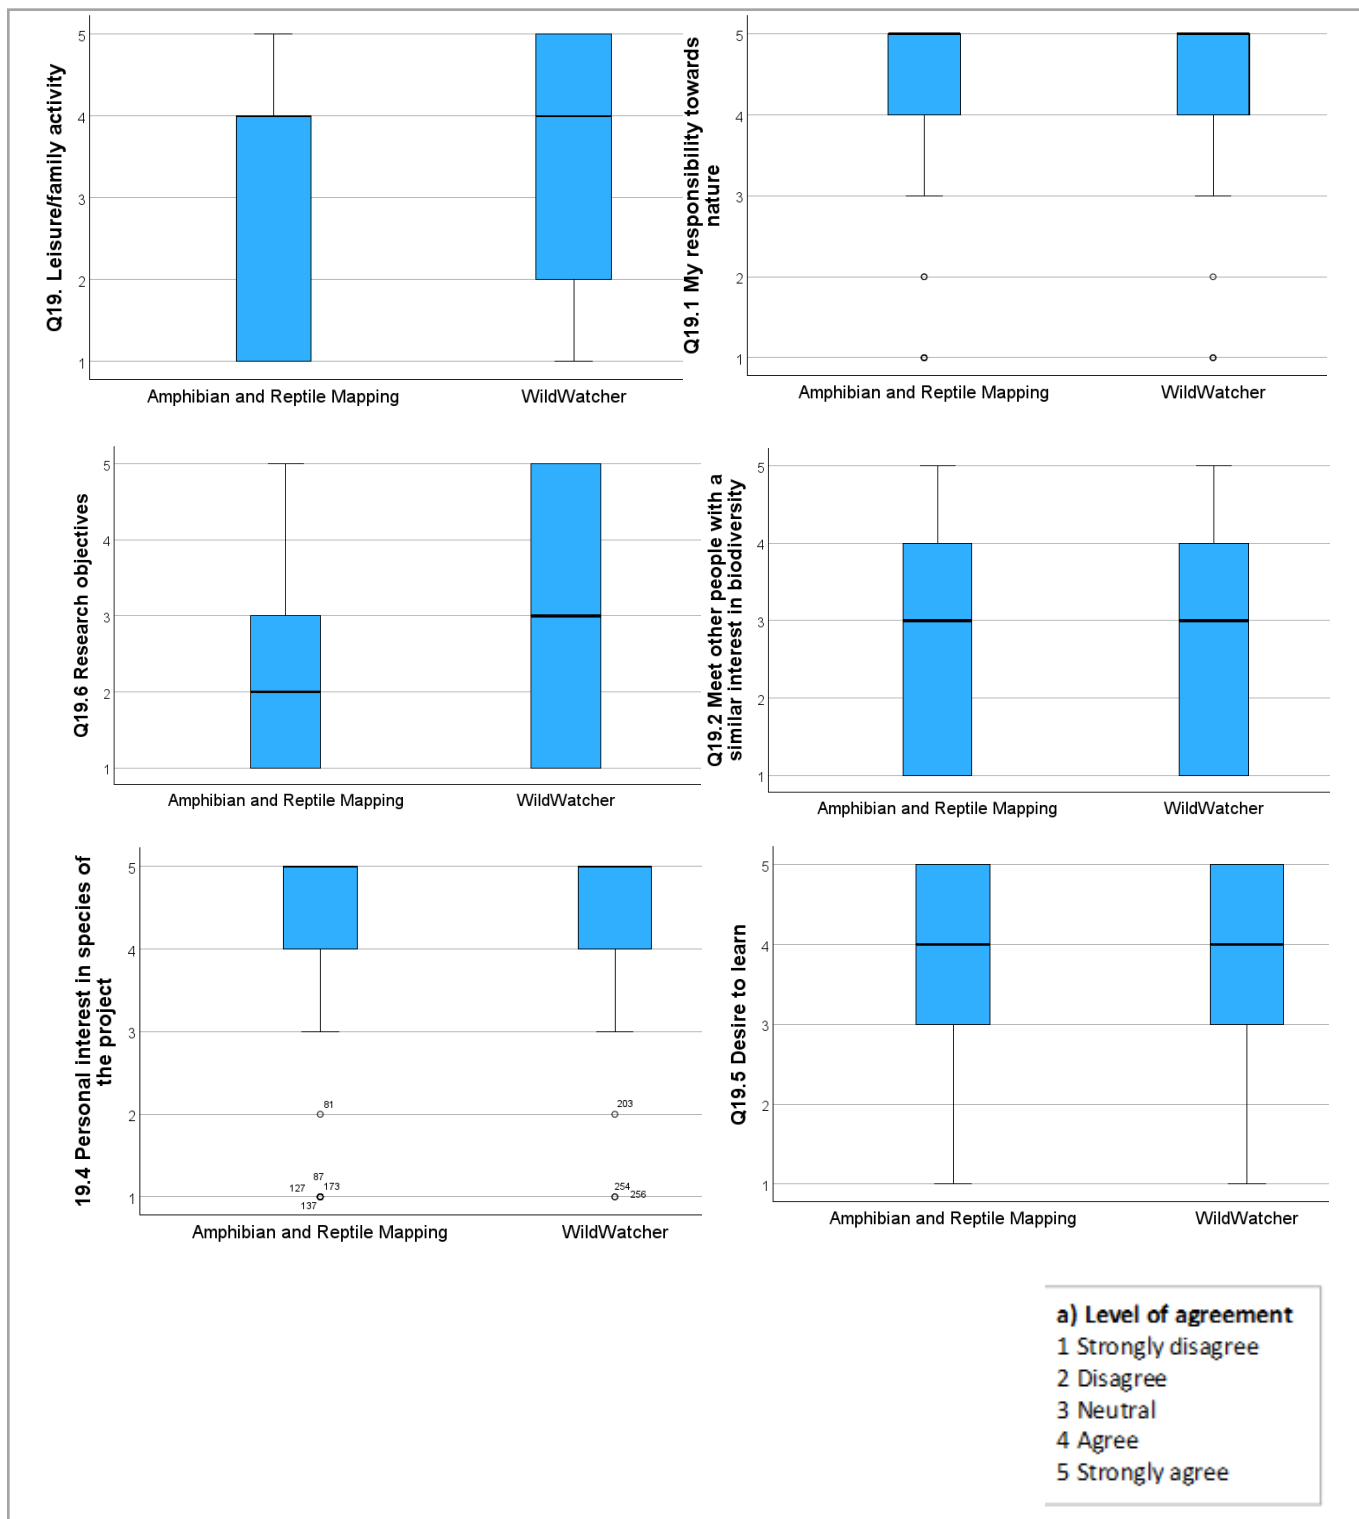 Q19. Leisure/family activity
5
4
3
2
1
Amphibian and Reptile Mapping
WildWatcher
Q19.1 My responsibility towards
nature
5
4
3
2
1
Amphibian and Reptile Mapping
WildWatcher
Q19.6 Research objectives
5
4
3
2
1
Amphibian and Reptile Mapping
WildWatcher
Q19.2 Meet other people with a
similar interest in biodiversity
5
4
3
2
1
Amphibian and Reptile Mapping
WildWatcher
19.4 Personal interest in species of
the project
5
4
3
2
1
81
203
87
127
173
137
254
256
Amphibian and Reptile Mapping
WildWatcher
Q19.5 Desire to learn
5
4
3
2
1
Amphibian and Reptile Mapping
WildWatcher
a) Level of agreement
1 Strongly disagree
2 Disagree
3 Neutral
4 Agree
5 Strongly agree